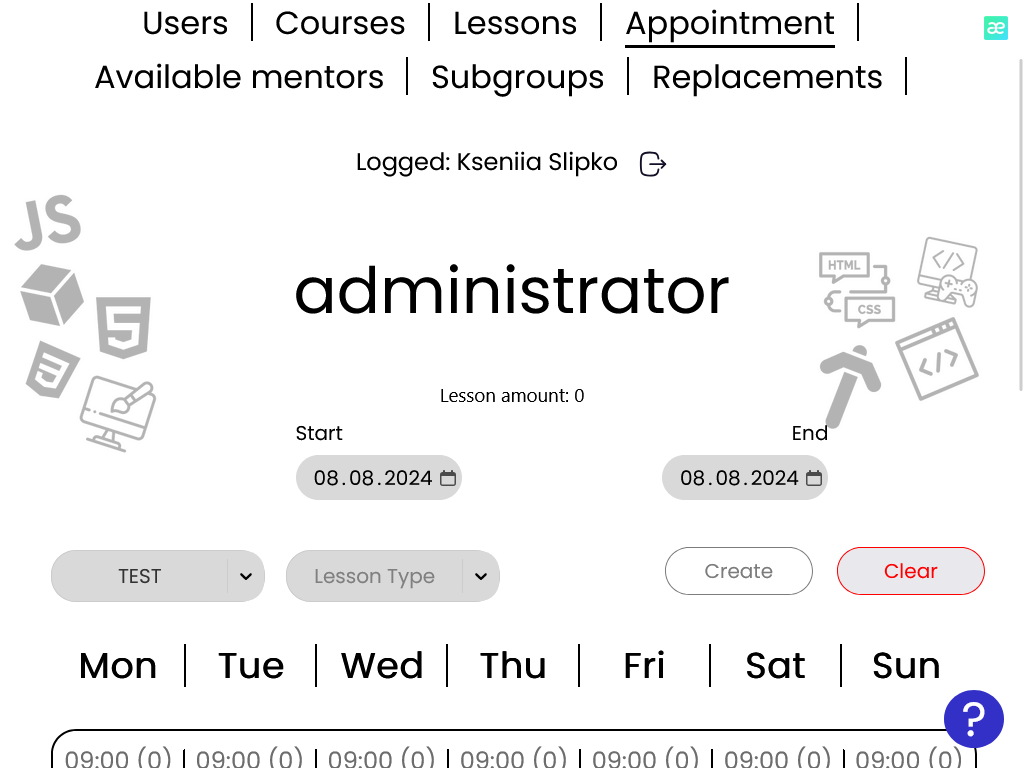 Users Courses Lessons Appointment
æ
Available mentors Subgroups Replacements
Logged: Kseniia Slipko
JS
HTML
</>
administrator
CSS
5
3
</>
Lesson amount: 0
Start End
08.08.2024 08.08.2024
TEST Lesson Type Create Clear
Mon Tue Wed Thu Fri Sat Sun
?
09:00 (0) 09:00 (0) 09:00 (0) 09:00 (0) 09:00 (0) 09:00 (0) 09:00 (0)